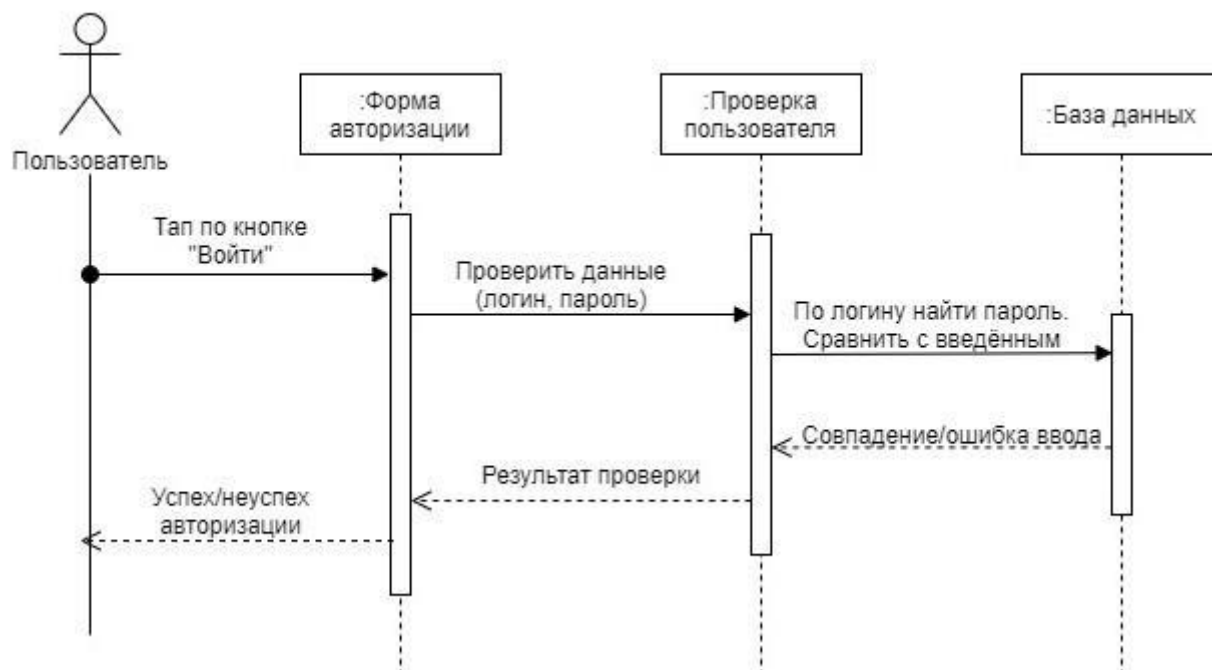 :Форма
авторизации
:Проверка
пользователя
:База данных
Пользователь
Тап по кнопке
"Войти"
Проверить данные
(логин, пароль)
По логину найти пароль.
Сравнить с введённым
Совпадение/ошибка ввода
Результат проверки
Успех/неуспех
авторизации